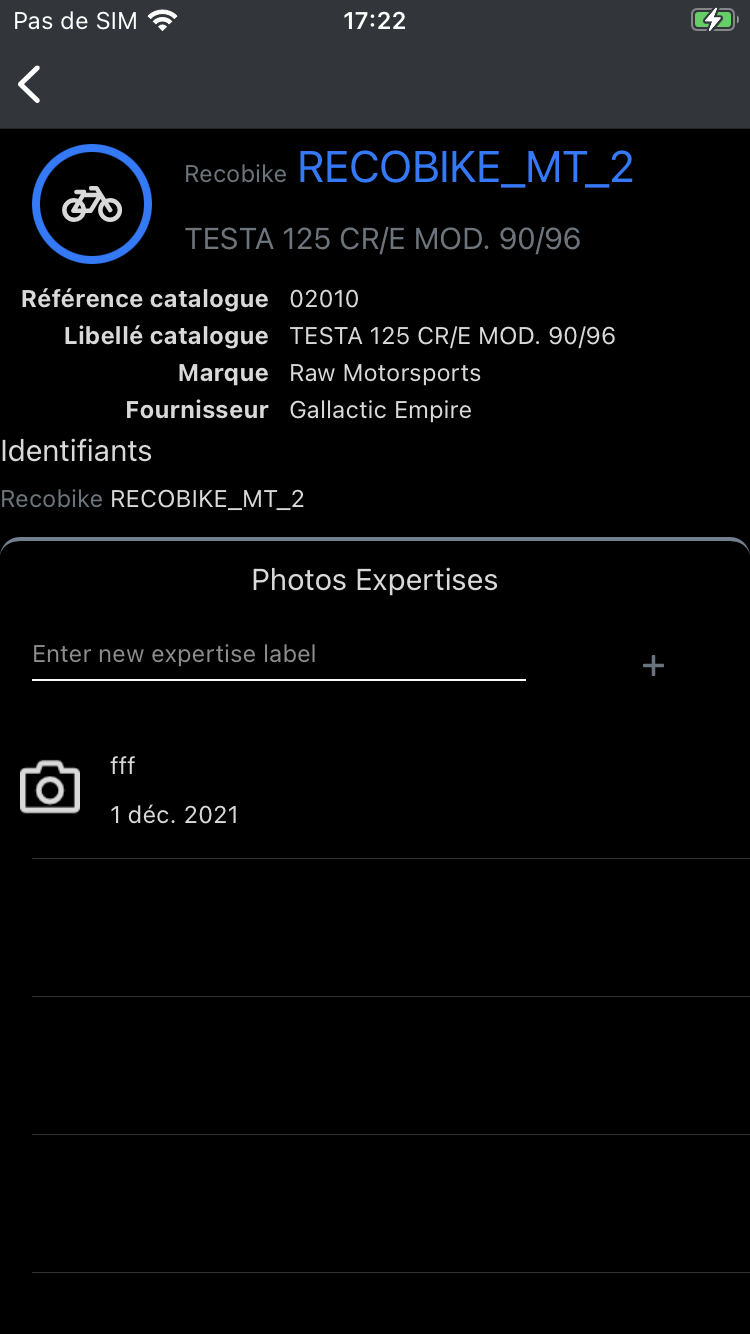 Pas de SIM 17:22
Recobike RECOBIKE_MT_2
TESTA 125 CR/E MOD. 90/96
Référence catalogue 02010
Libellé catalogue TESTA 125 CR/E MOD. 90/96
Marque Raw Motorsports
Fournisseur Gallactic Empire
Identifiants
Recobike RECOBIKE_MT_2
Photos Expertises
Enter new expertise label +
fff
1 déc. 2021